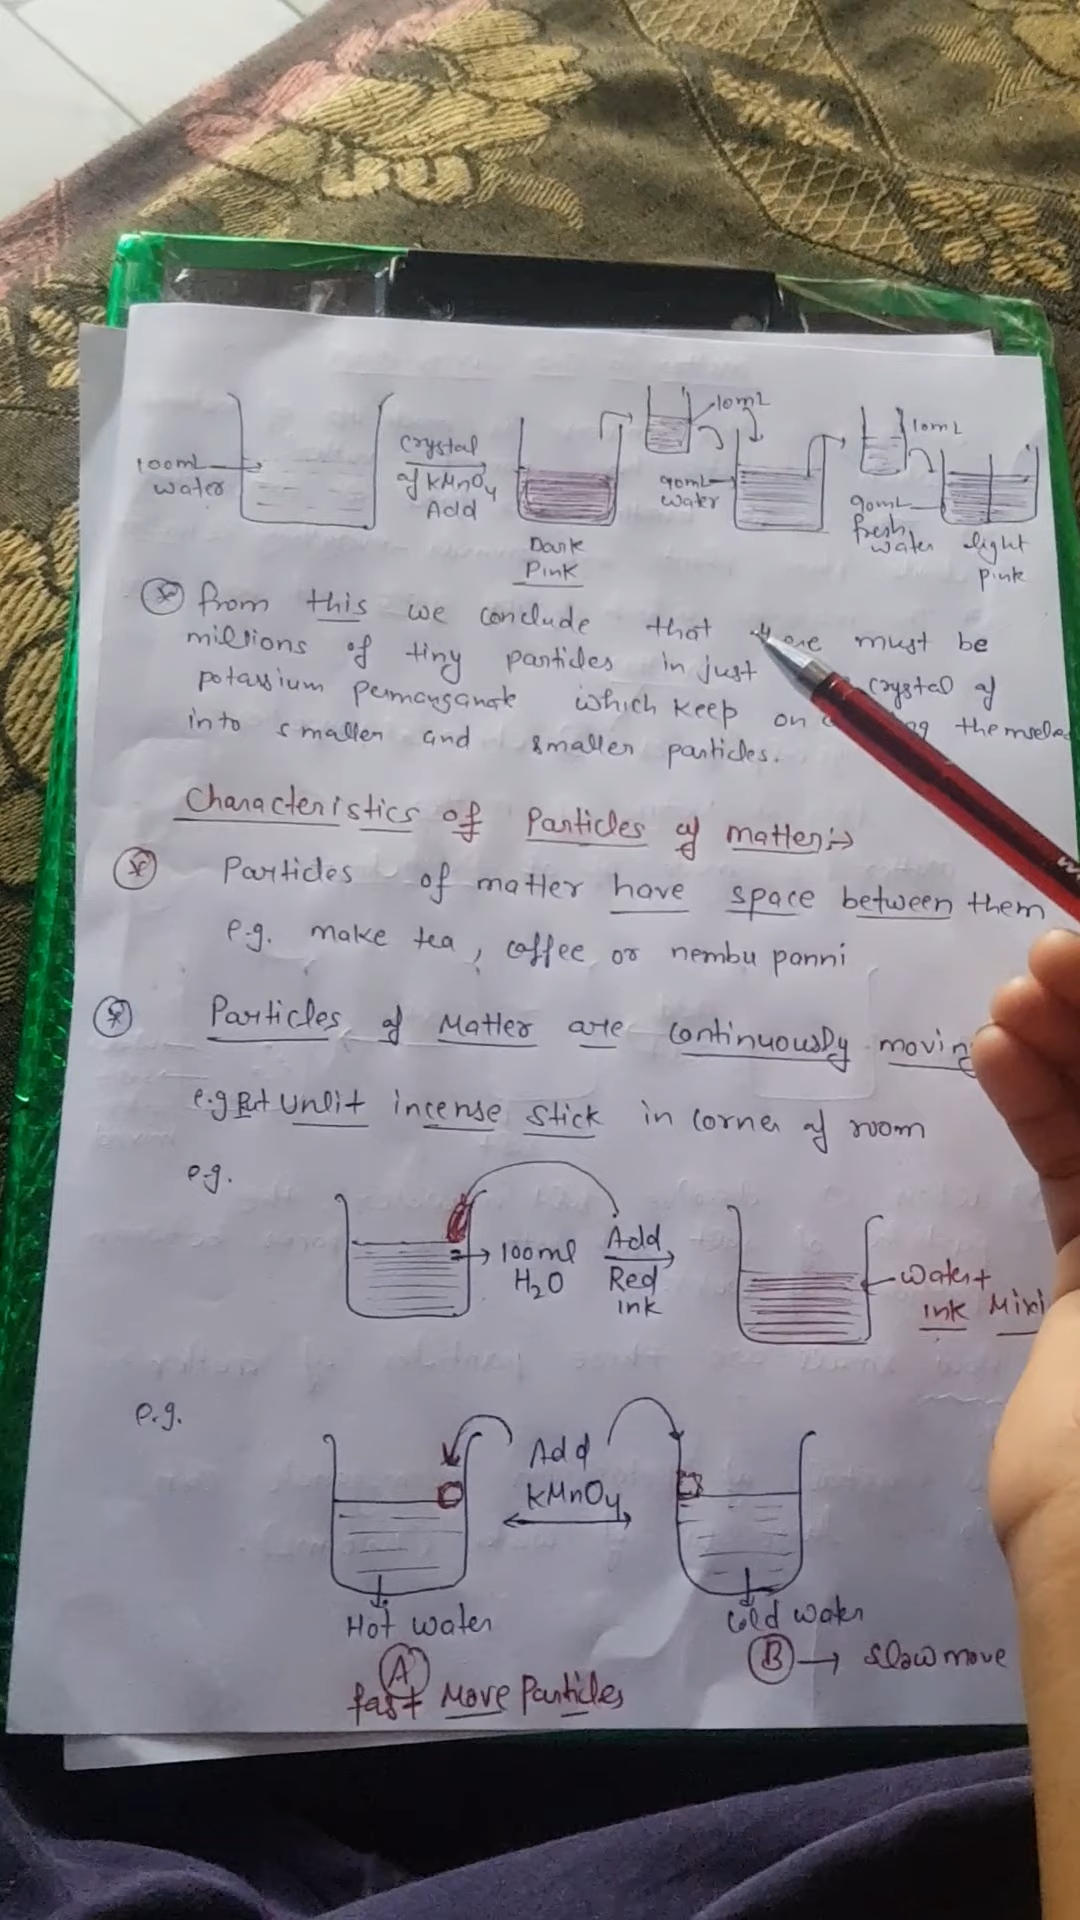 100mL water
Crystal of KMnO4 Add
Dark Pink
10mL
90mL water
10mL
90mL fresh water
light pink
from this we conclude that there must be
millions of tiny particles in just crystal of
potassium permanganate which keep on themselve
into smaller and smaller particles.
Characteristics of Particles of matter:→
Particles of matter have space between them
e.g. make tea, coffee or nembu panni
Particles of Matter are continuously moving
e.g Put unlit incense stick in corner of room
e.g.
100ml H2O
Add Red ink
Water + ink Mixi
e.g.
Add KMnO4
Hot water
Cold water
A
B → slow move
fast Move Particles